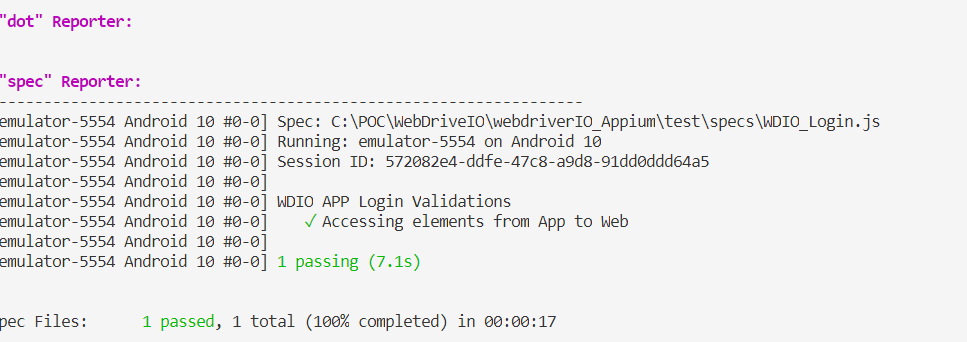 "dot" Reporter:
"spec" Reporter:
------------------------------------------------------------------
emulator-5554 Android 10 #0-0] Spec: C:\POC\WebDriveIO\webdriverIO_Appium\test\specs\WDIO_Login.js
emulator-5554 Android 10 #0-0] Running: emulator-5554 on Android 10
emulator-5554 Android 10 #0-0] Session ID: 572082e4-ddfe-47c8-a9d8-91dd0ddd64a5
emulator-5554 Android 10 #0-0]
emulator-5554 Android 10 #0-0] WDIO APP Login Validations
emulator-5554 Android 10 #0-0]    ✓ Accessing elements from App to Web
emulator-5554 Android 10 #0-0]
emulator-5554 Android 10 #0-0] 1 passing (7.1s)
pec Files:      1 passed, 1 total (100% completed) in 00:00:17